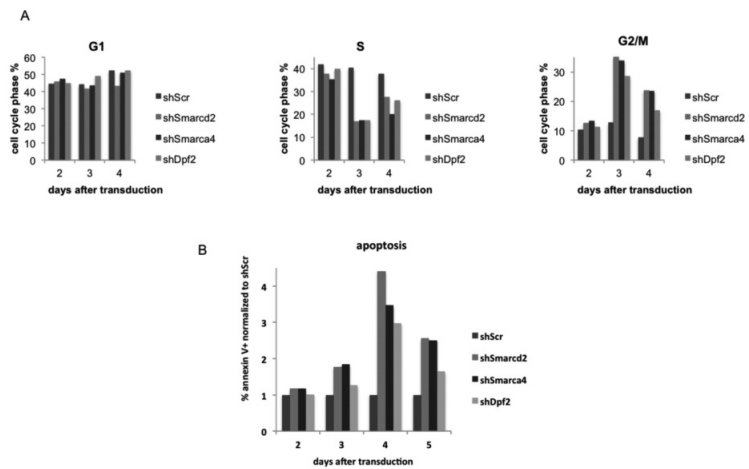 A
G1
cell cycle phase %
60
50
40
30
20
10
0
2 3 4
days after transduction
shScr
shSmarcd2
shSmarca4
shDpf2
S
cell cycle phase %
40
30
20
10
0
2 3 4
days after transduction
shScr
shSmarcd2
shSmarca4
shDpf2
G2/M
cell cycle phase %
30
20
10
0
2 3 4
days after transduction
shScr
shSmarcd2
shSmarca4
shDpf2
B
apoptosis
% annexin V+ normalized to shScr
4
3
2
1
0
2 3 4 5
days after transduction
shScr
shSmarcd2
shSmarca4
shDpf2